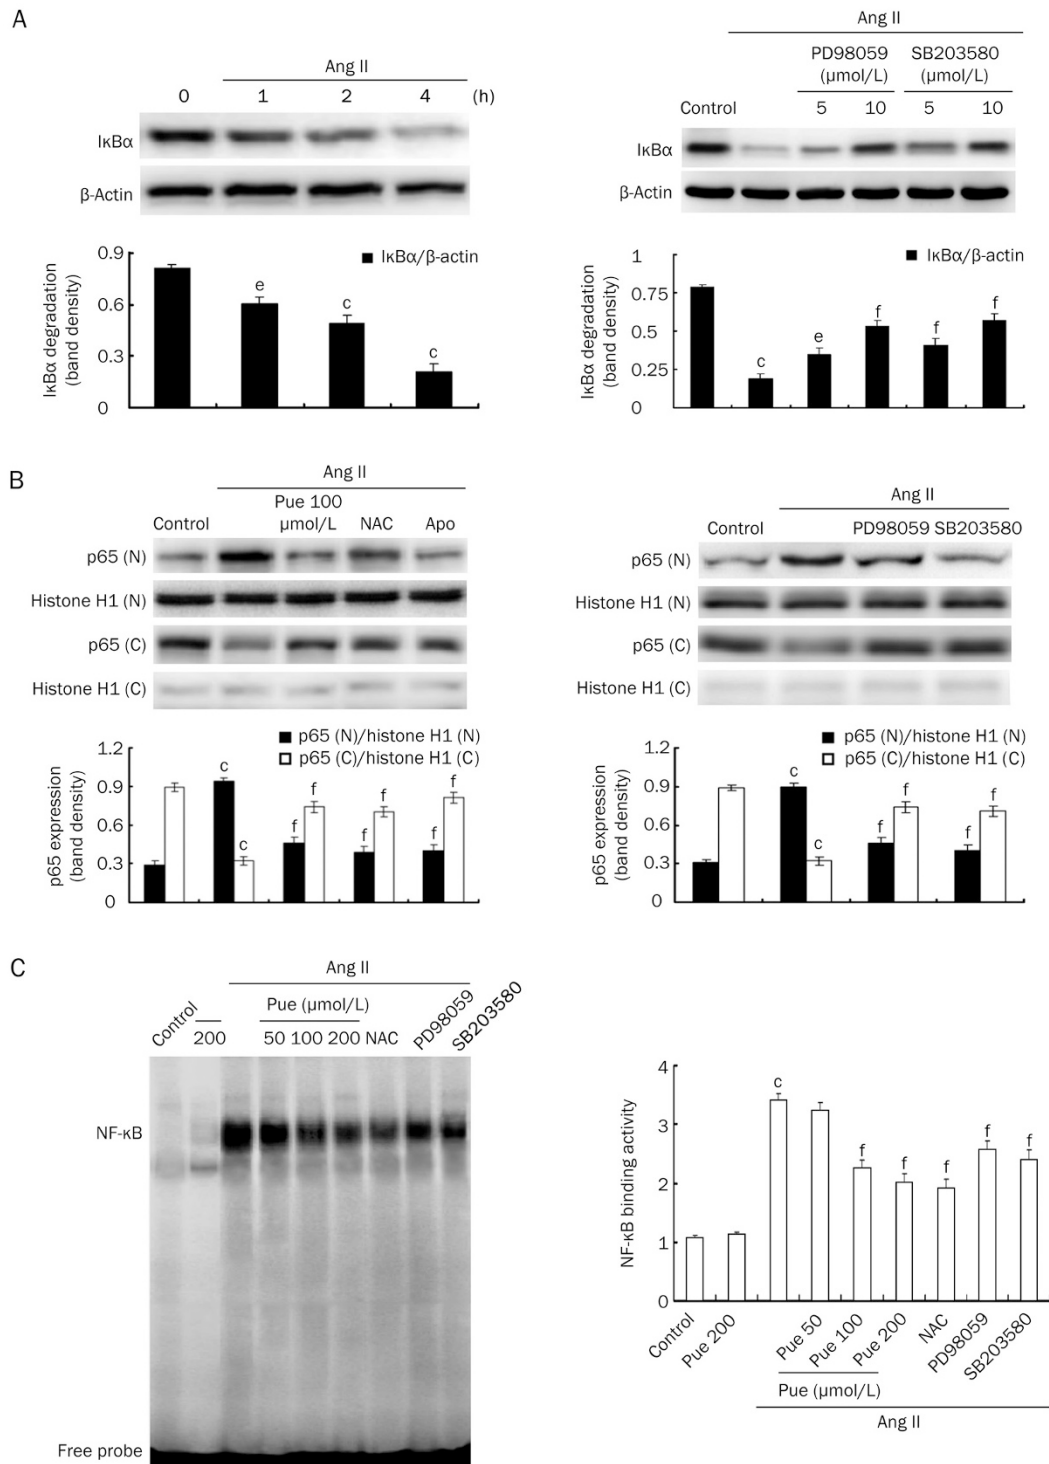 A
Ang II
0 1 2 4 (h)
IκBα
β-Actin
IκBα/β-actin
IκBα degradation
(band density)
0.9
0.6
0.3
0
e
c
c
Ang II
PD98059 SB203580
(µmol/L) (µmol/L)
Control 5 10 5 10
IκBα
β-Actin
IκBα/β-actin
IκBα degradation
(band density)
1
0.75
0.5
0.25
0
c
e
f
f
f
B
Ang II
Pue 100
Control µmol/L NAC Apo
p65 (N)
Histone H1 (N)
p65 (C)
Histone H1 (C)
p65 (N)/histone H1 (N)
p65 (C)/histone H1 (C)
p65 expression
(band density)
1.2
0.9
0.6
0.3
0
c
c
f
f
f
f
f
f
Ang II
Control PD98059 SB203580
p65 (N)
Histone H1 (N)
p65 (C)
Histone H1 (C)
p65 (N)/histone H1 (N)
p65 (C)/histone H1 (C)
p65 expression
(band density)
1.2
0.9
0.6
0.3
0
c
c
f
f
f
f
C
Ang II
Pue (µmol/L)
Control 200 50 100 200 NAC PD98059 SB203580
NF-κB
Free probe
NF-κB binding activity
4
3
2
1
0
c
f
f
f
f
f
Control
Pue 200
Pue 50
Pue 100
Pue 200
NAC
PD98059
SB203580
Pue (µmol/L)
Ang II